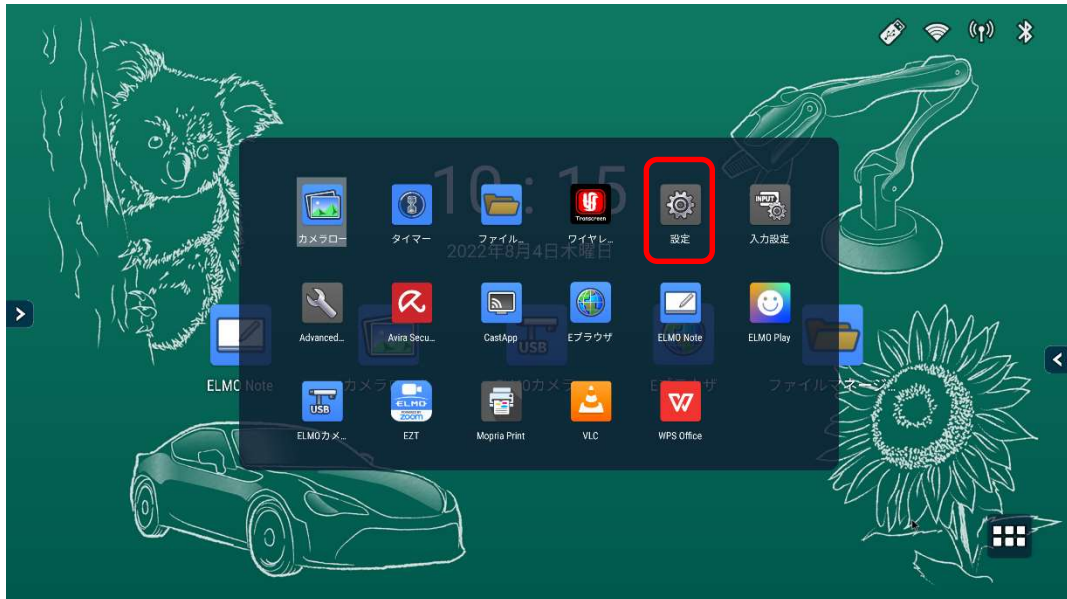 10 : 15
2022年8月4日木曜日
カメラロー
タイマー
ファイル...
Transcreen
ワイヤレ...
設定
INPUT
入力設定
Advanced...
Avira Secu...
CastApp
Eブラウザ
ELMO Note
ELMO Play
USB
ELMOカメ...
ELMO
POWERED BY
zoom
EZT
Mopria Print
VLC
WPS Office
ELMO Note
カメラ
USB
Oカメラ
Eブラウザ
ファイルマネージ...